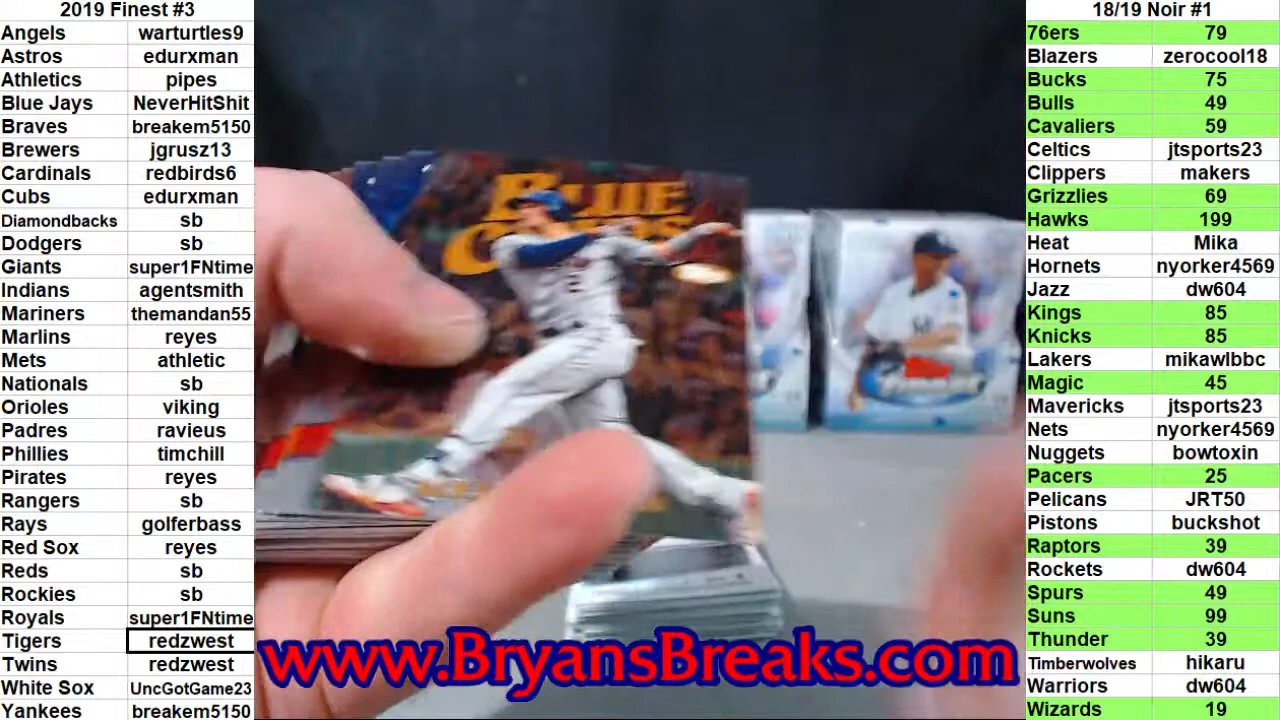 2019 Finest #3
Angels warturtles9
Astros edurxman
Athletics pipes
Blue Jays NeverHitShit
Braves breakem5150
Brewers jgrusz13
Cardinals redbirds6
Cubs edurxman
Diamondbacks sb
Dodgers sb
Giants super1FNtime
Indians agentsmith
Mariners themandan55
Marlins reyes
Mets athletic
Nationals sb
Orioles viking
Padres ravieus
Phillies timchill
Pirates reyes
Rangers sb
Rays golferbass
Red Sox reyes
Reds sb
Rockies sb
Royals super1FNtime
Tigers redzwest
Twins redzwest
White Sox UncGotGame23
Yankees breakem5150
BLUE
CHIPS
www.BryansBreaks.com
18/19 Noir #1
76ers 79
Blazers zerocool18
Bucks 75
Bulls 49
Cavaliers 59
Celtics jtsports23
Clippers makers
Grizzlies 69
Hawks 199
Heat Mika
Hornets nyorker4569
Jazz dw604
Kings 85
Knicks 85
Lakers mikawlbbc
Magic 45
Mavericks jtsports23
Nets nyorker4569
Nuggets bowtoxin
Pacers 25
Pelicans JRT50
Pistons buckshot
Raptors 39
Rockets dw604
Spurs 49
Suns 99
Thunder 39
Timberwolves hikaru
Warriors dw604
Wizards 19